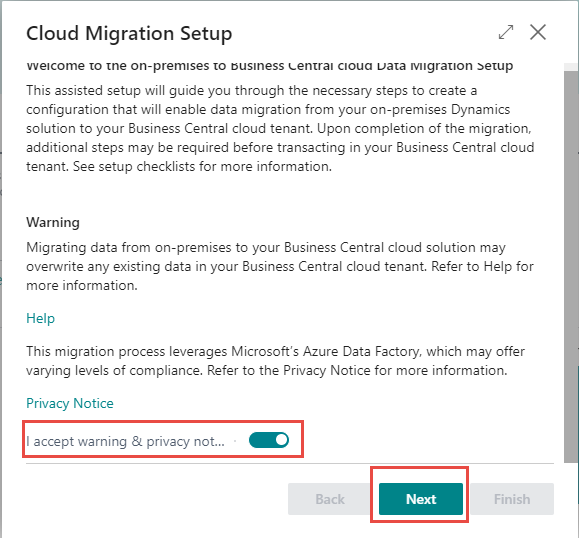 Cloud Migration Setup
Welcome to the on-premises to Business Central cloud Data Migration Setup
This assisted setup will guide you through the necessary steps to create a
configuration that will enable data migration from your on-premises Dynamics
solution to your Business Central cloud tenant. Upon completion of the migration,
additional steps may be required before transacting in your Business Central cloud
tenant. See setup checklists for more information.
Warning
Migrating data from on-premises to your Business Central cloud solution may
overwrite any existing data in your Business Central cloud tenant. Refer to Help for
more information.
Help
This migration process leverages Microsoft's Azure Data Factory, which may offer
varying levels of compliance. Refer to the Privacy Notice for more information.
Privacy Notice
I accept warning & privacy not...
Back Next Finish